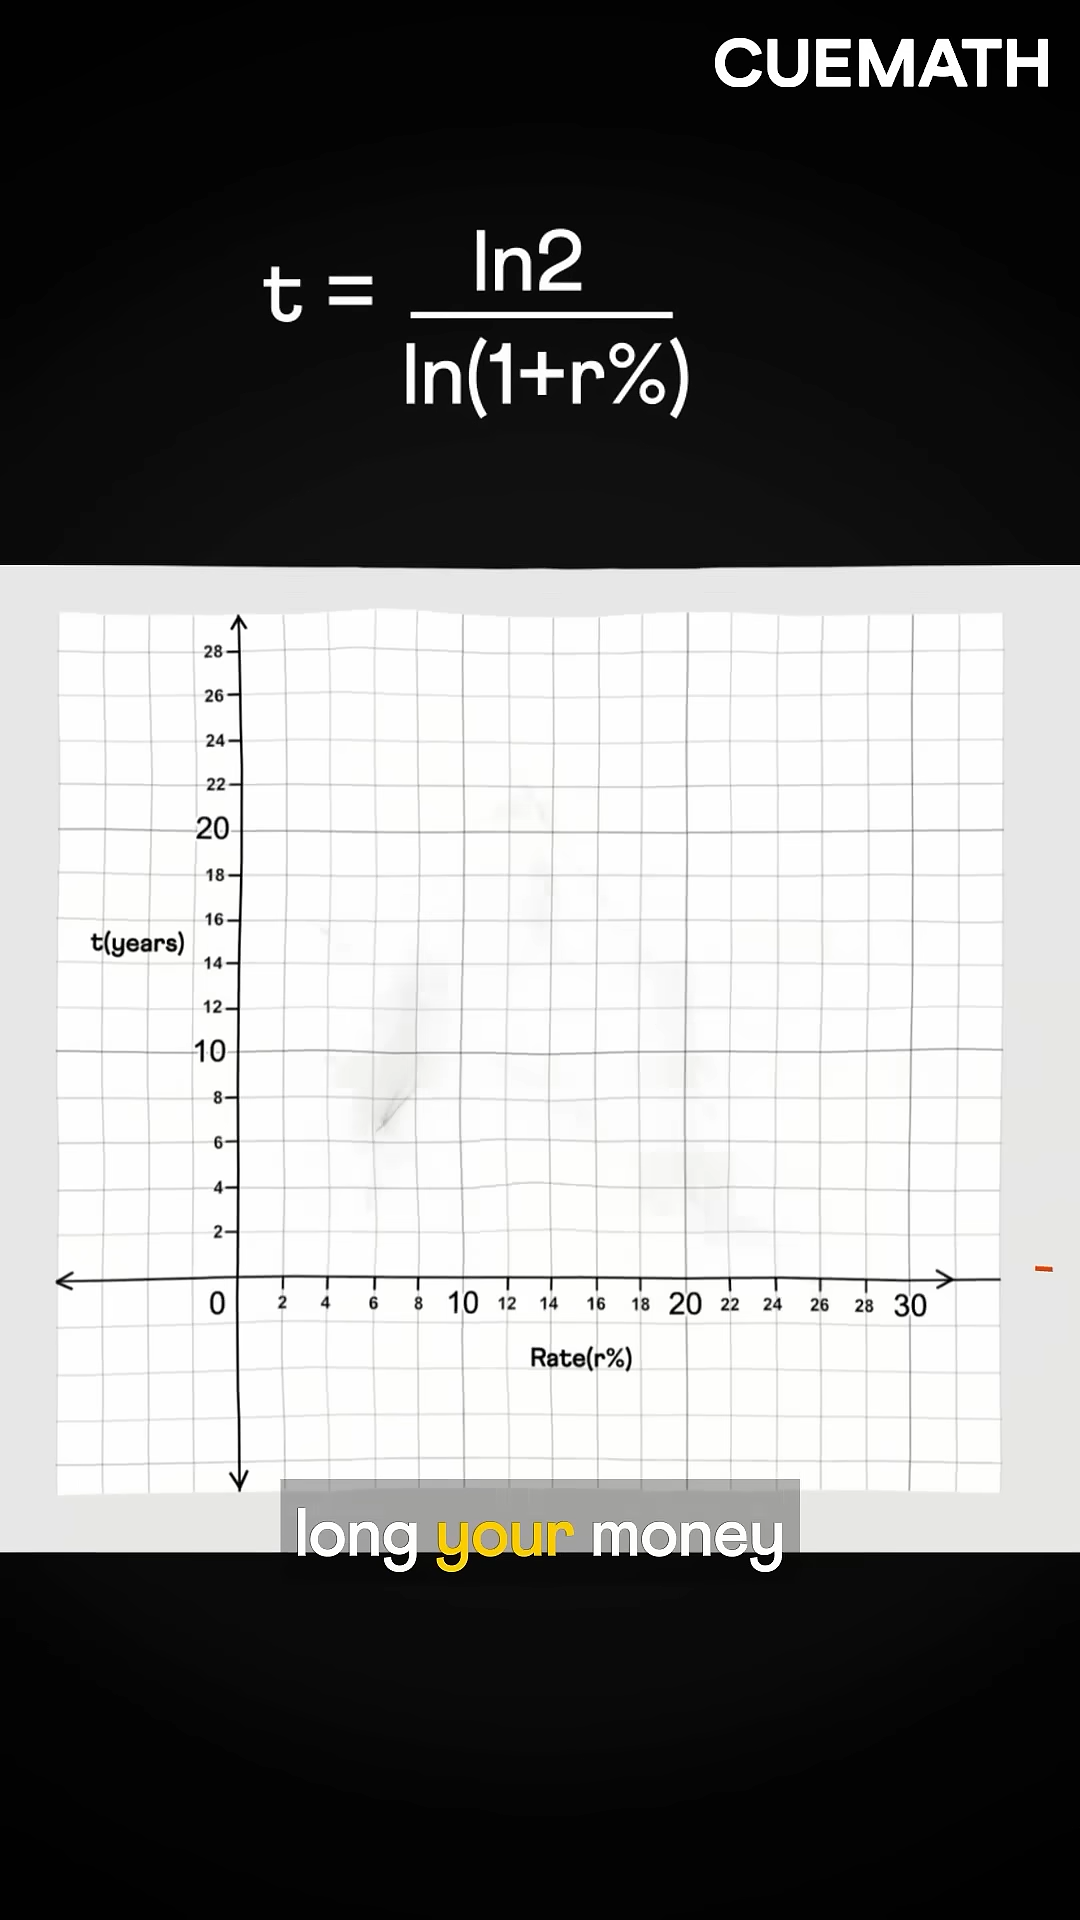 CUEMATH
t = ln2
ln(1+r%)
28
26
24
22
20
18
16
t(years)
14
12
10
8
6
4
2
0 2 4 6 8 10 12 14 16 18 20 22 24 26 28 30
Rate(r%)
long your money